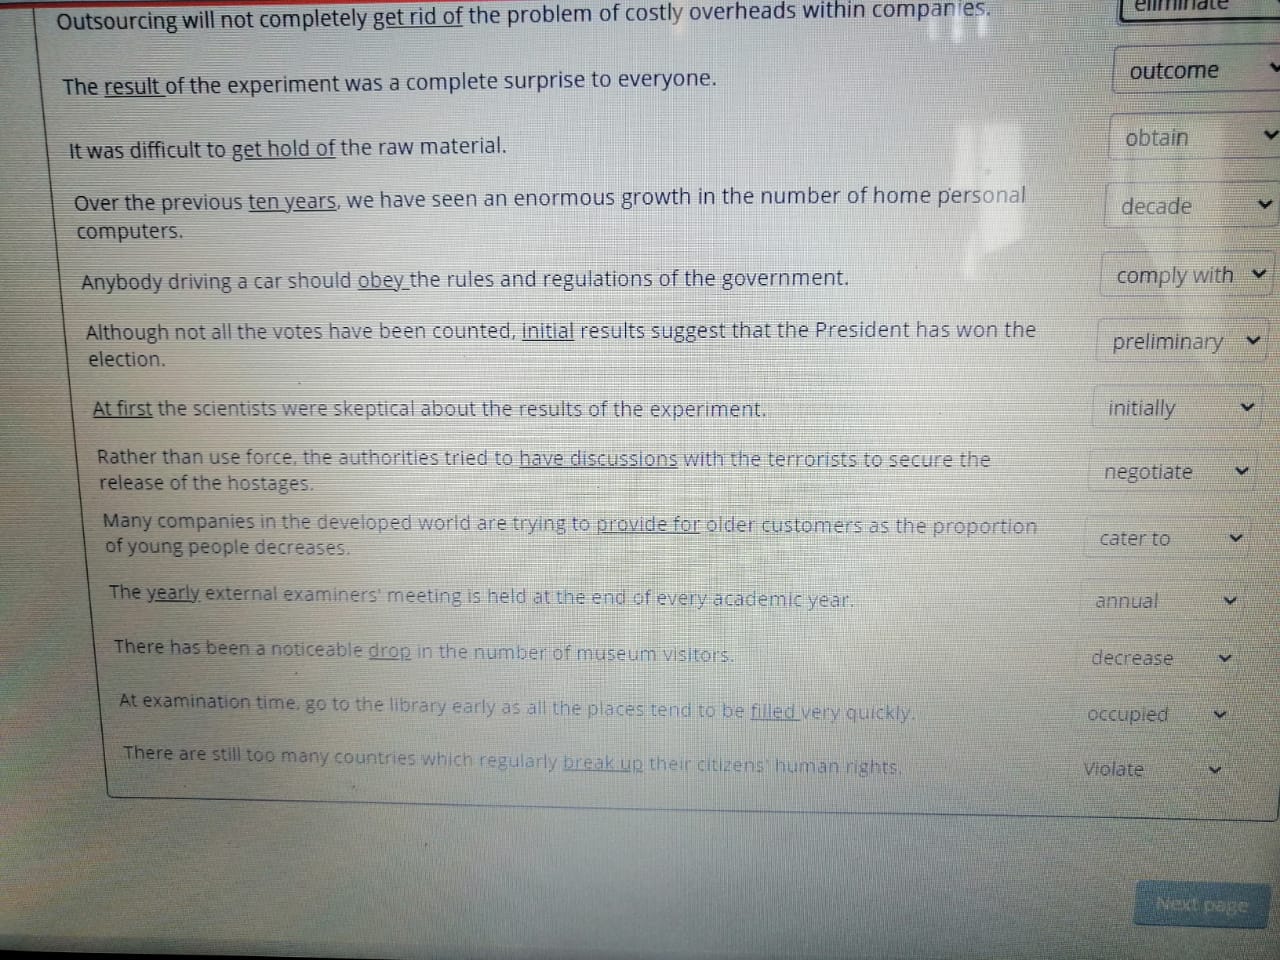 Outsourcing will not completely get rid of the problem of costly overheads within companies.
eliminate
The result of the experiment was a complete surprise to everyone.
outcome
It was difficult to get hold of the raw material.
obtain
Over the previous ten years, we have seen an enormous growth in the number of home personal
computers.
decade
Anybody driving a car should obey the rules and regulations of the government.
comply with
Although not all the votes have been counted, initial results suggest that the President has won the
election.
preliminary
At first the scientists were skeptical about the results of the experiment.
initially
Rather than use force, the authorities tried to have discussions with the terrorists to secure the
release of the hostages.
negotiate
Many companies in the developed world are trying to provide for older customers as the proportion
of young people decreases.
cater to
The yearly external examiners' meeting is held at the end of every academic year.
annual
There has been a noticeable drop in the number of museum visitors.
decrease
At examination time, go to the library early as all the places tend to be filled very quickly.
occupied
There are still too many countries which regularly break up their citizens' human rights.
Violate
Next page